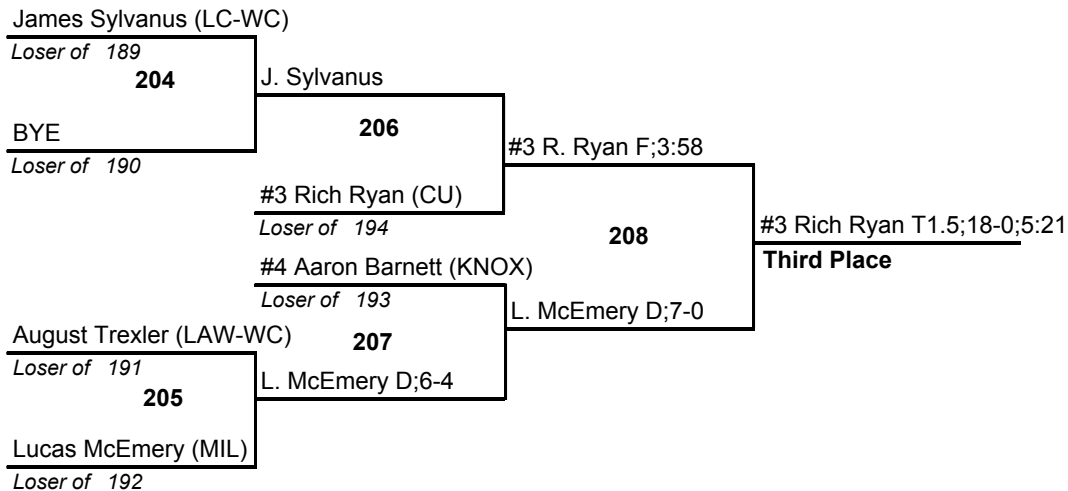 James Sylvanus (LC-WC)
Loser of 189
204
J. Sylvanus
BYE
206
#3 R. Ryan F;3:58
Loser of 190
#3 Rich Ryan (CU)
Loser of 194
208
#3 Rich Ryan T1.5;18-0;5:21
Third Place
#4 Aaron Barnett (KNOX)
Loser of 193
L. McEmery D;7-0
August Trexler (LAW-WC)
207
Loser of 191
L. McEmery D;6-4
205
Lucas McEmery (MIL)
Loser of 192